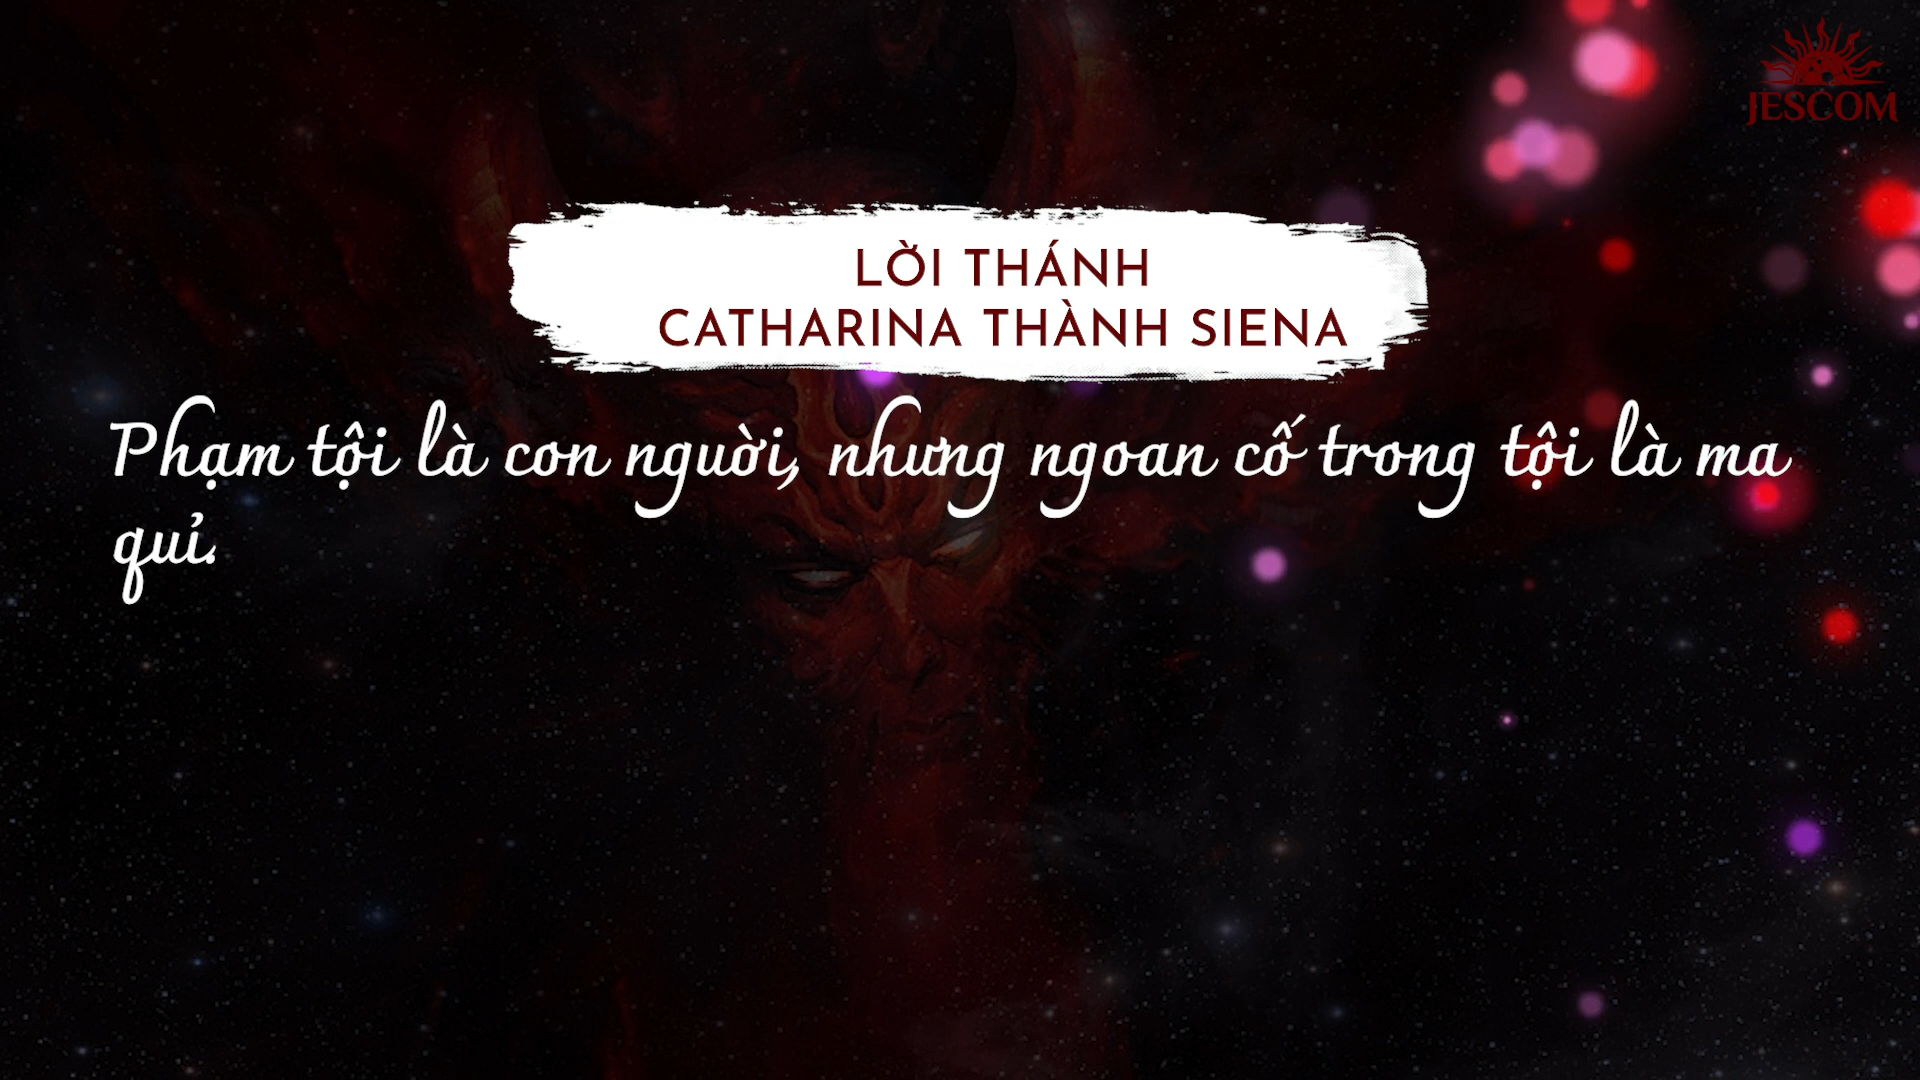 JESCOM
LỜI THÁNH
CATHARINA THÀNH SIENA
Phạm tội là con người, nhưng ngoan cố trong tội là ma
quỉ.